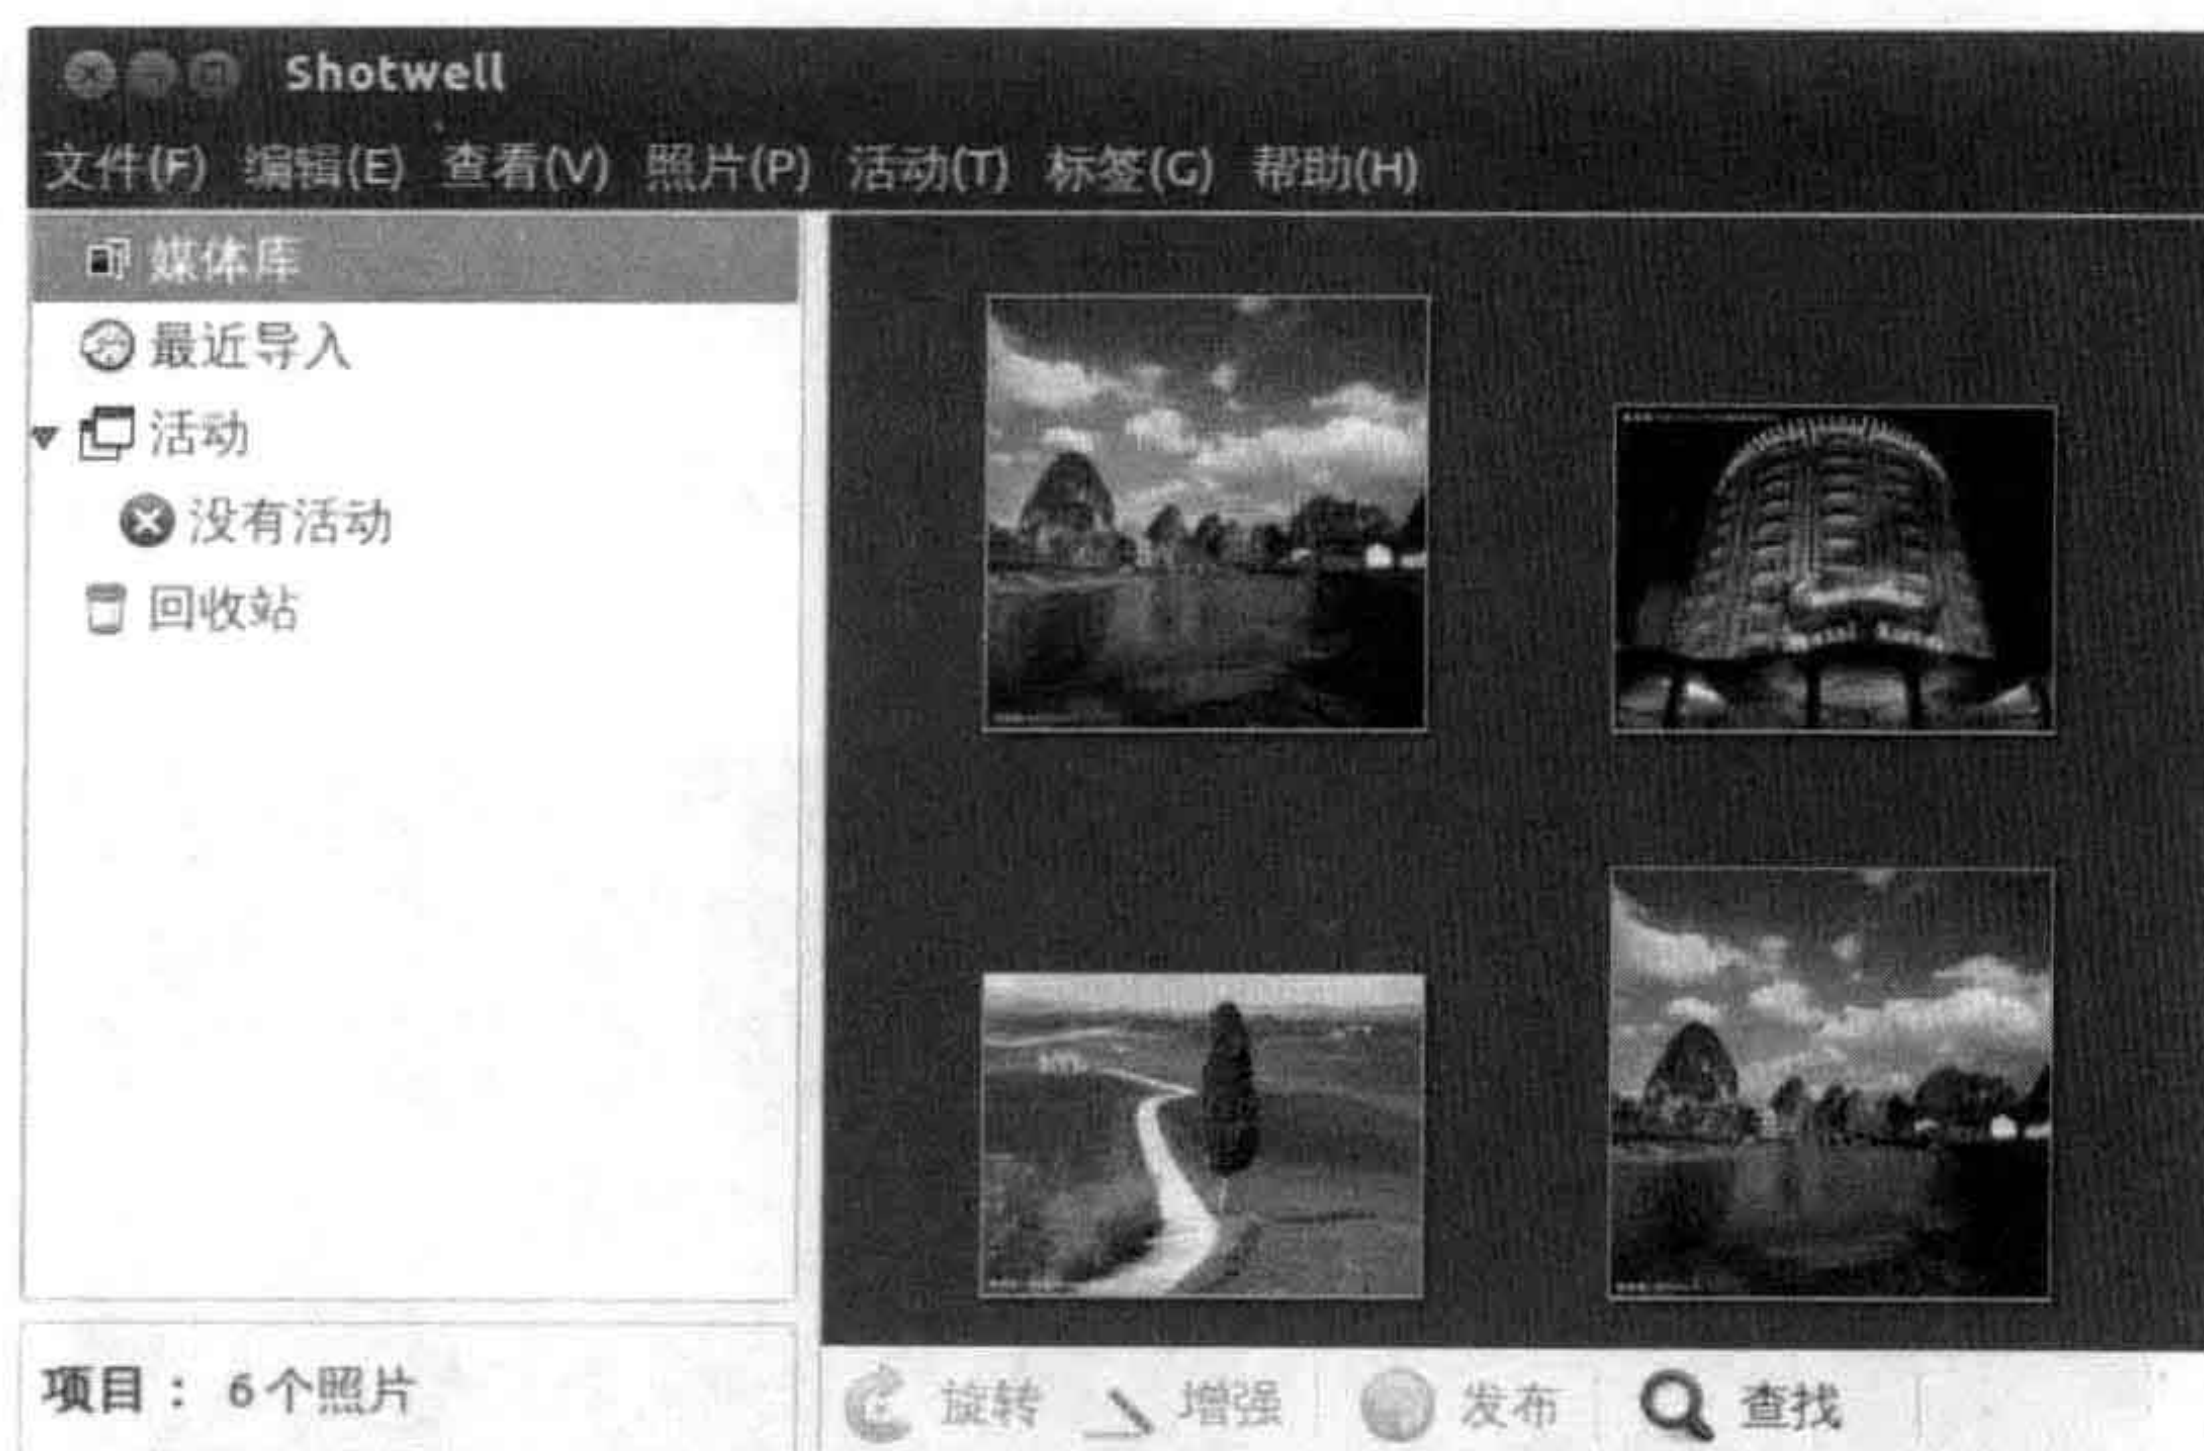 Shotwell
文件(F) 编辑(E) 查看(V) 照片(P) 活动(T) 标签(G) 帮助(H)
媒体库
最近导入
活动
没有活动
回收站
项目： 6个照片
旋转 增强 发布 查找